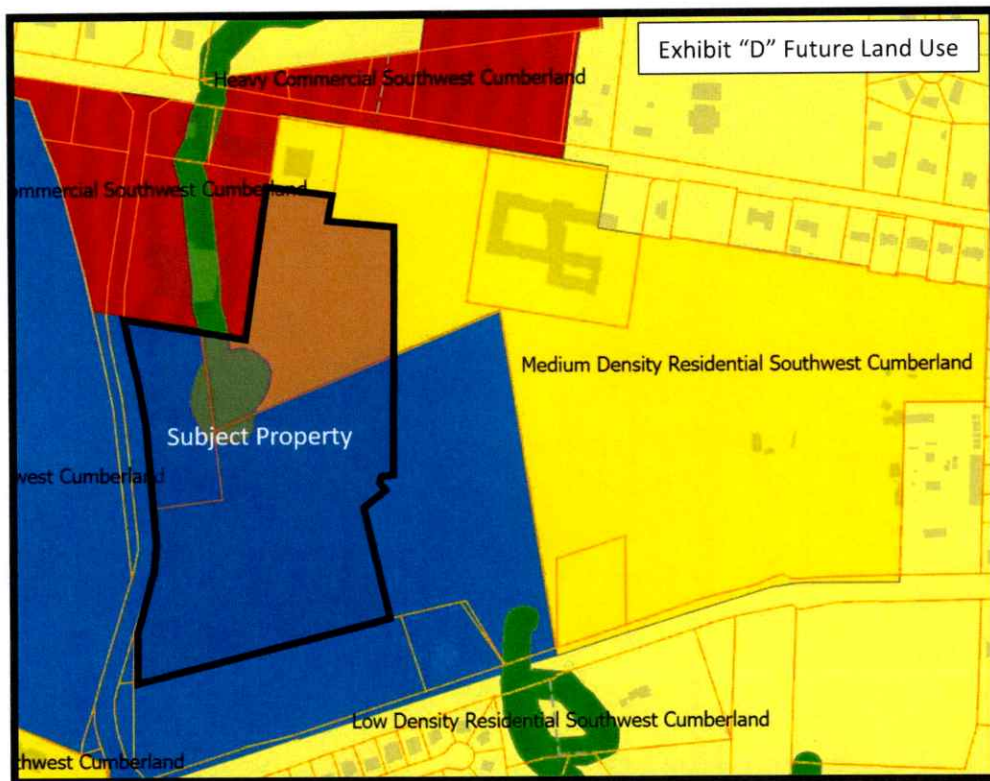 Exhibit “D” Future Land Use
Heavy Commercial Southwest Cumberland
ommercial Southwest Cumberland
Medium Density Residential Southwest Cumberland
Subject Property
west Cumberland
Low Density Residential Southwest Cumberland
thwest Cumberland